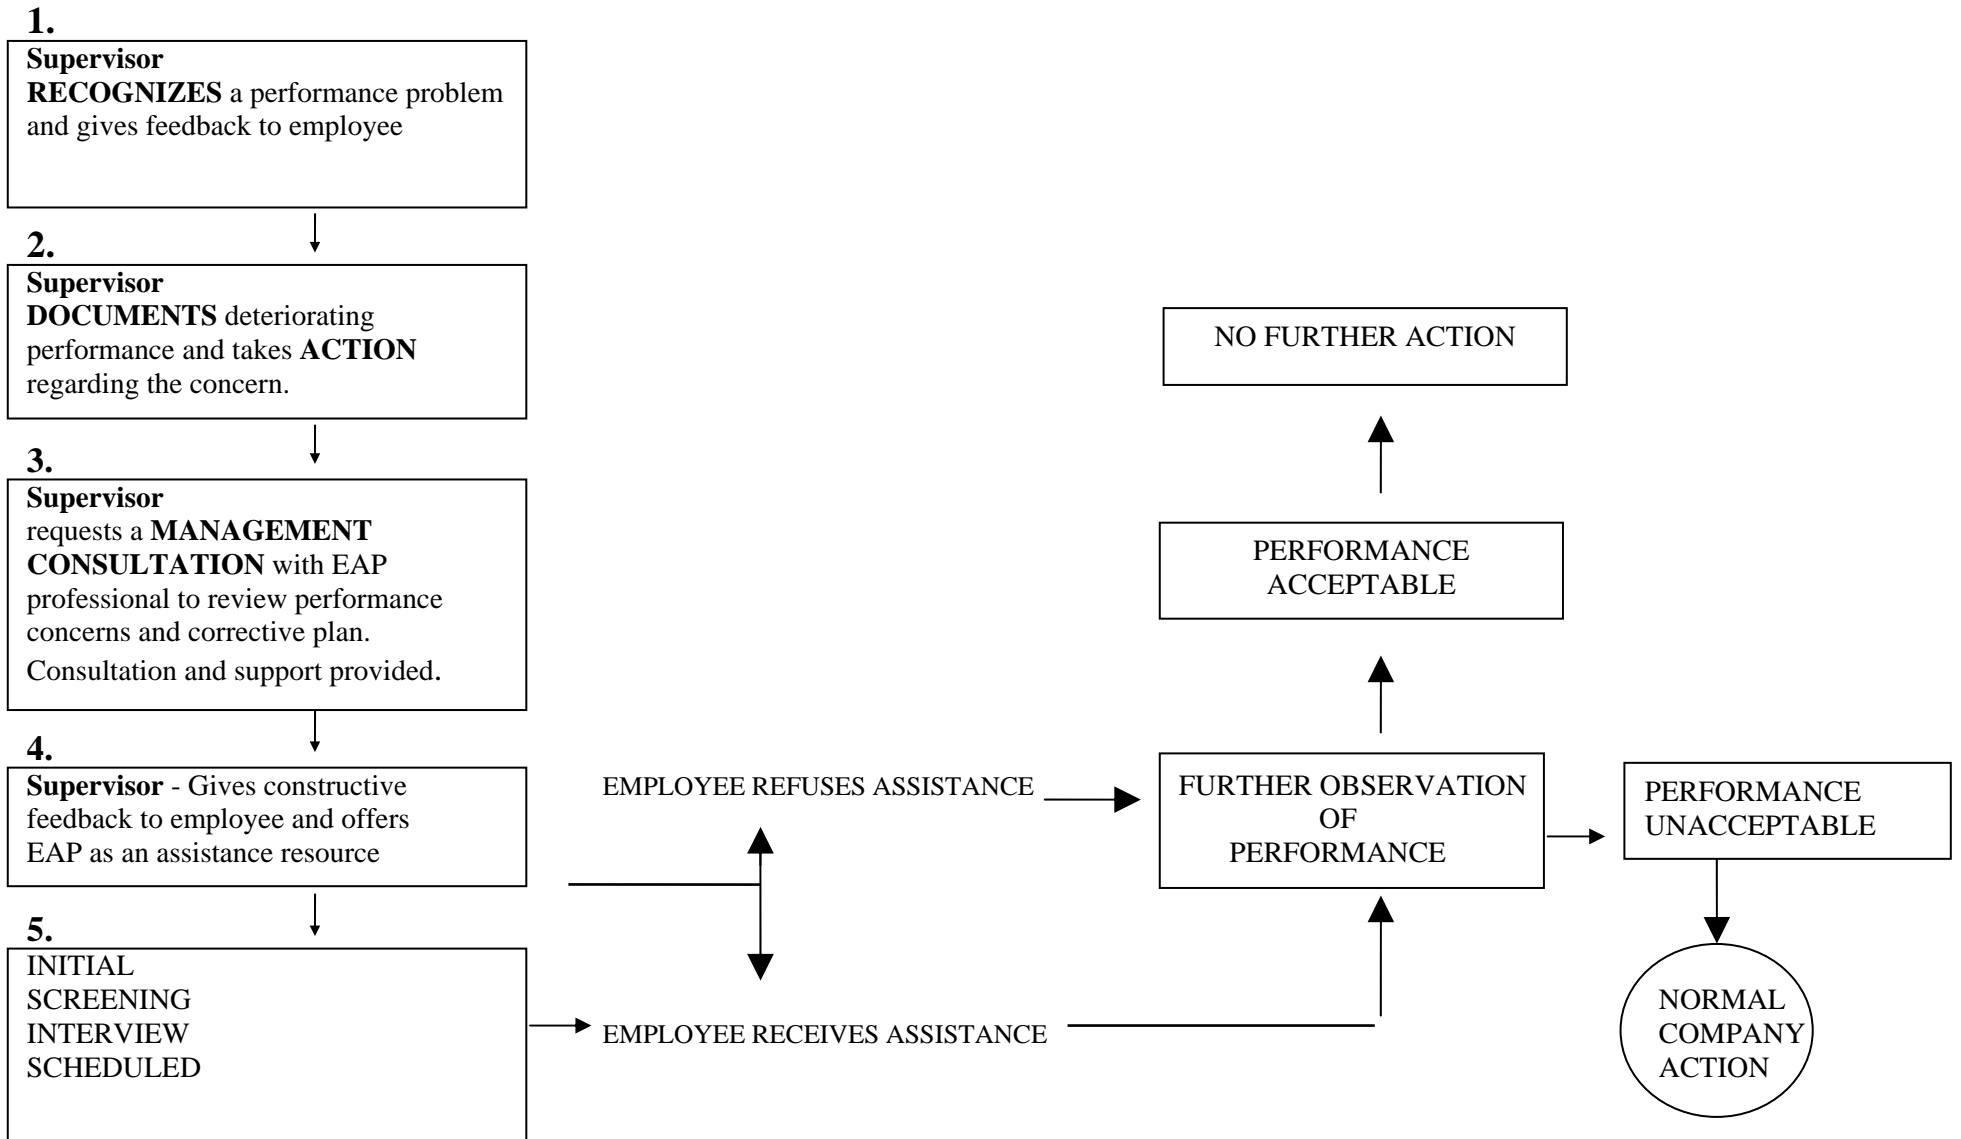 1.
Supervisor
RECOGNIZES a performance problem
and gives feedback to employee
2.
Supervisor
DOCUMENTS deteriorating
performance and takes ACTION
regarding the concern.
3.
Supervisor
requests a MANAGEMENT
CONSULTATION with EAP
professional to review performance
concerns and corrective plan.
Consultation and support provided.
4.
Supervisor - Gives constructive
feedback to employee and offers
EAP as an assistance resource
5.
INITIAL
SCREENING
INTERVIEW
SCHEDULED
EMPLOYEE REFUSES ASSISTANCE
EMPLOYEE RECEIVES ASSISTANCE
NO FURTHER ACTION
PERFORMANCE
ACCEPTABLE
FURTHER OBSERVATION
OF
PERFORMANCE
PERFORMANCE
UNACCEPTABLE
NORMAL
COMPANY
ACTION